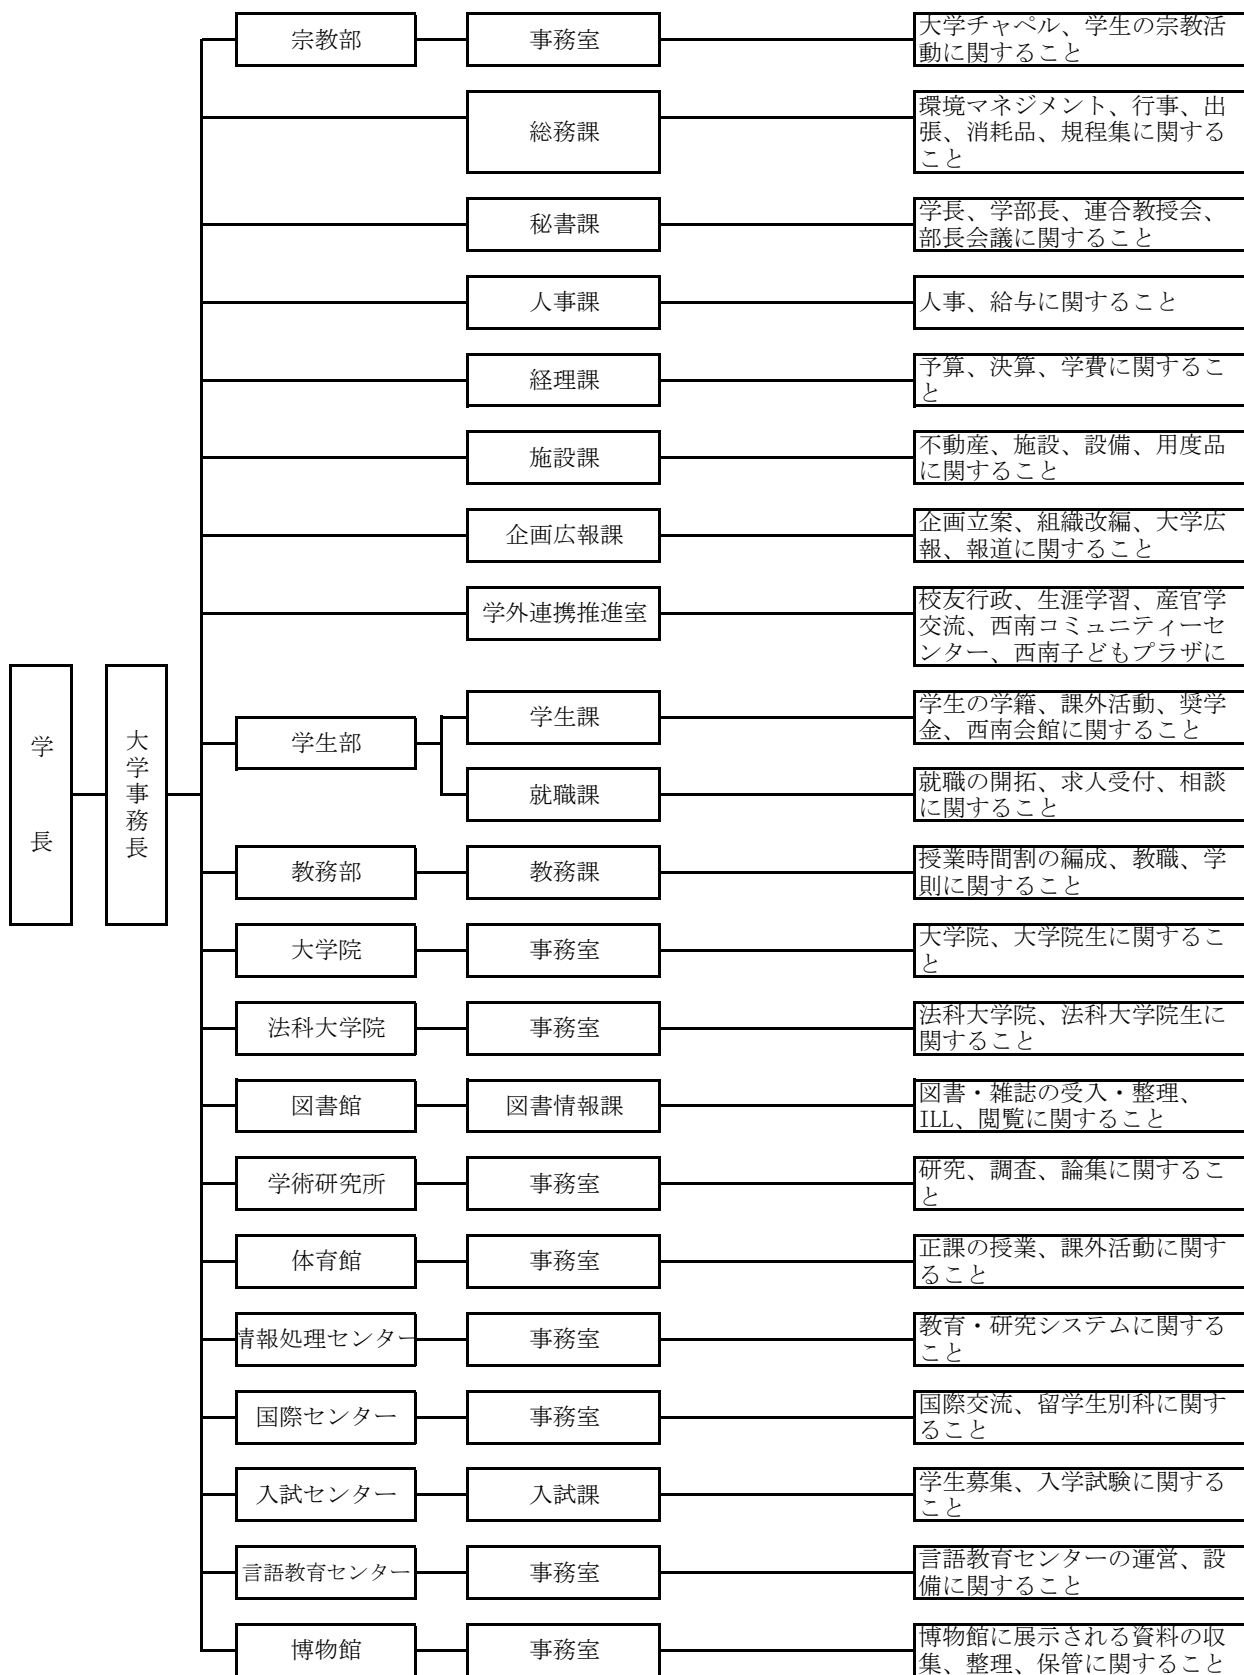 宗教部
事務室
大学チャペル、学生の宗教活
動に関すること
総務課
環境マネジメント、行事、出
張、消耗品、規程集に関する
こと
秘書課
学長、学部長、連合教授会、
部長会議に関すること
人事課
人事、給与に関すること
経理課
予算、決算、学費に関するこ
と
施設課
不動産、施設、設備、用度品
に関すること
企画広報課
企画立案、組織改編、大学広
報、報道に関すること
学外連携推進室
校友行政、生涯学習、産官学
交流、西南コミュニティーセ
ンター、西南子どもプラザに
学長
大学事務長
学生部
学生課
学生の学籍、課外活動、奨学
金、西南会館に関すること
就職課
就職の開拓、求人受付、相談
に関すること
教務部
教務課
授業時間割の編成、教職、学
則に関すること
大学院
事務室
大学院、大学院生に関するこ
と
法科大学院
事務室
法科大学院、法科大学院生に
関すること
図書館
図書情報課
図書・雑誌の受入・整理、
ILL、閲覧に関すること
学術研究所
事務室
研究、調査、論集に関するこ
と
体育館
事務室
正課の授業、課外活動に関す
ること
情報処理センター
事務室
教育・研究システムに関する
こと
国際センター
事務室
国際交流、留学生別科に関す
ること
入試センター
入試課
学生募集、入学試験に関する
こと
言語教育センター
事務室
言語教育センターの運営、設
備に関すること
博物館
事務室
博物館に展示される資料の収
集、整理、保管に関すること